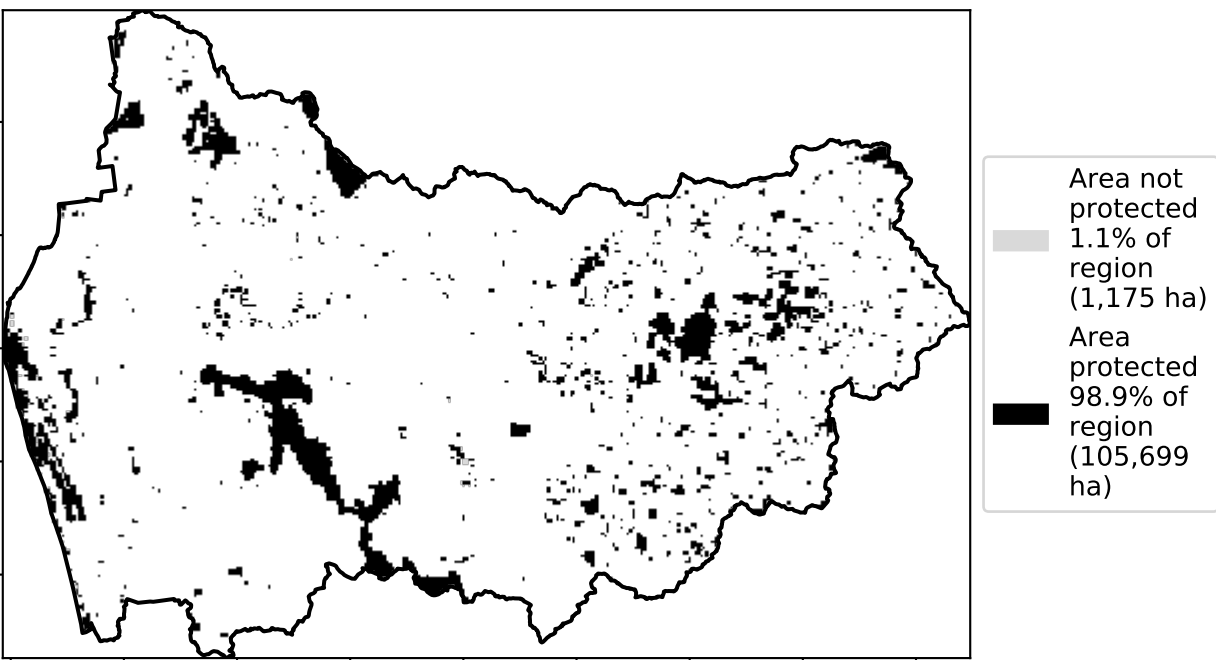 Area not
protected
1.1% of
region
(1,175 ha)
Area
protected
98.9% of
region
(105,699
ha)